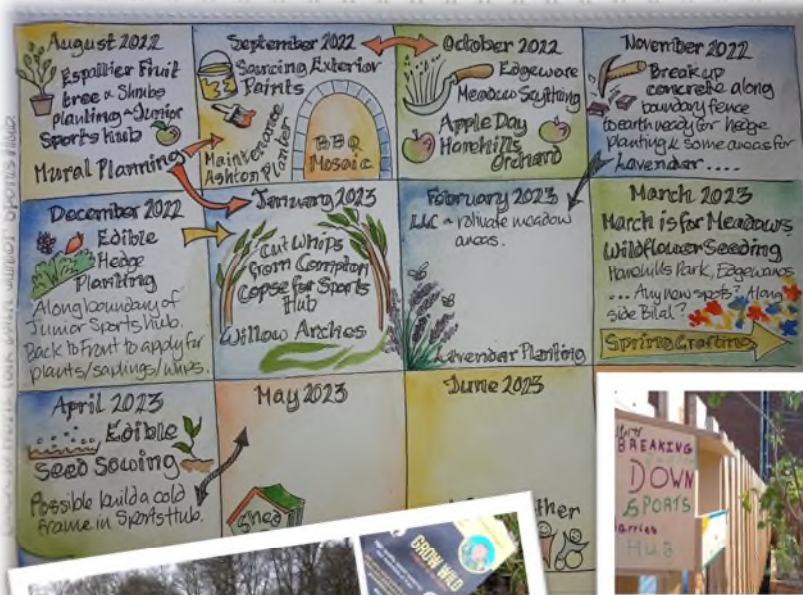 August 2022
Espallier Fruit
tree & Shrubs
planting ~ Junior
Sports hub
Mural Planning
September 2022
Sourcing Exterior
Paints
Maintenance
Ashton Planter
BBQ
Mosaic
October 2022
Edgeware
Meadow Scything
Apple Day
Harehills
Orchard
November 2022
Break up
concrete along
boundary fence
to earth ready for hedge
planting & some areas for
Lavender....
December 2022
Edible
Hedge
Planting
Along boundary of
Junior Sports hub.
Back to Front to apply for
plants/saplings/whips.
January 2023
Cut Whips
from Compton
Copse for Sports
Hub
Willow Arches
February 2023
LLC ~ rotivate meadow
areas.
Lavender Planting
March 2023
March is for Meadows
Wildflower Seeding
Harehills Park, Edgewares
... Any new spots? Along
side Bilal?
Spring Grafting
April 2023
Edible
Seed Sowing
Possible build a cold
frame in Sports Hub.
May 2023
Shed
June 2023
BREAKING
DOWN
SPORTS
Barries
Hub
GROW WILD